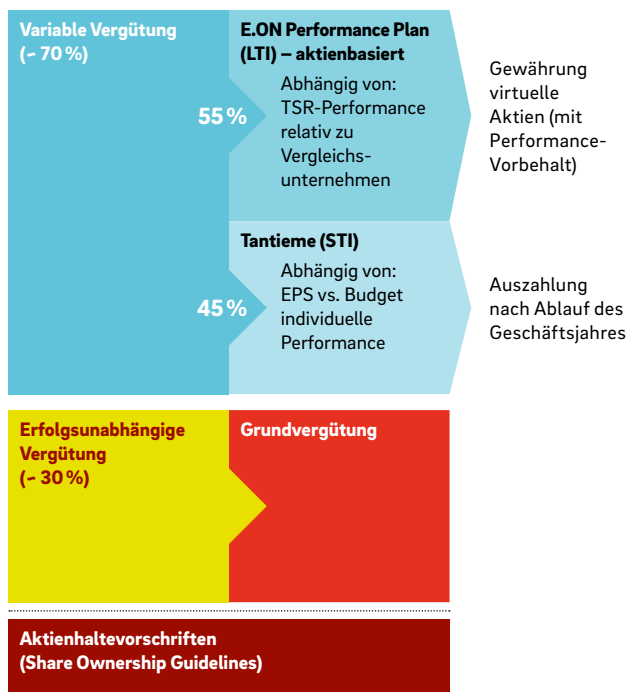 Variable Vergütung
(~ 70 %)
E.ON Performance Plan
(LTI) – aktienbasiert
55 %
Abhängig von:
TSR-Performance
relativ zu
Vergleichs-
unternehmen
Gewährung
virtuelle
Aktien (mit
Performance-
Vorbehalt)
Tantieme (STI)
45 %
Abhängig von:
EPS vs. Budget
individuelle
Performance
Auszahlung
nach Ablauf des
Geschäftsjahres
Erfolgsunabhängige
Vergütung
(~ 30 %)
Grundvergütung
Aktienhaltevorschriften
(Share Ownership Guidelines)